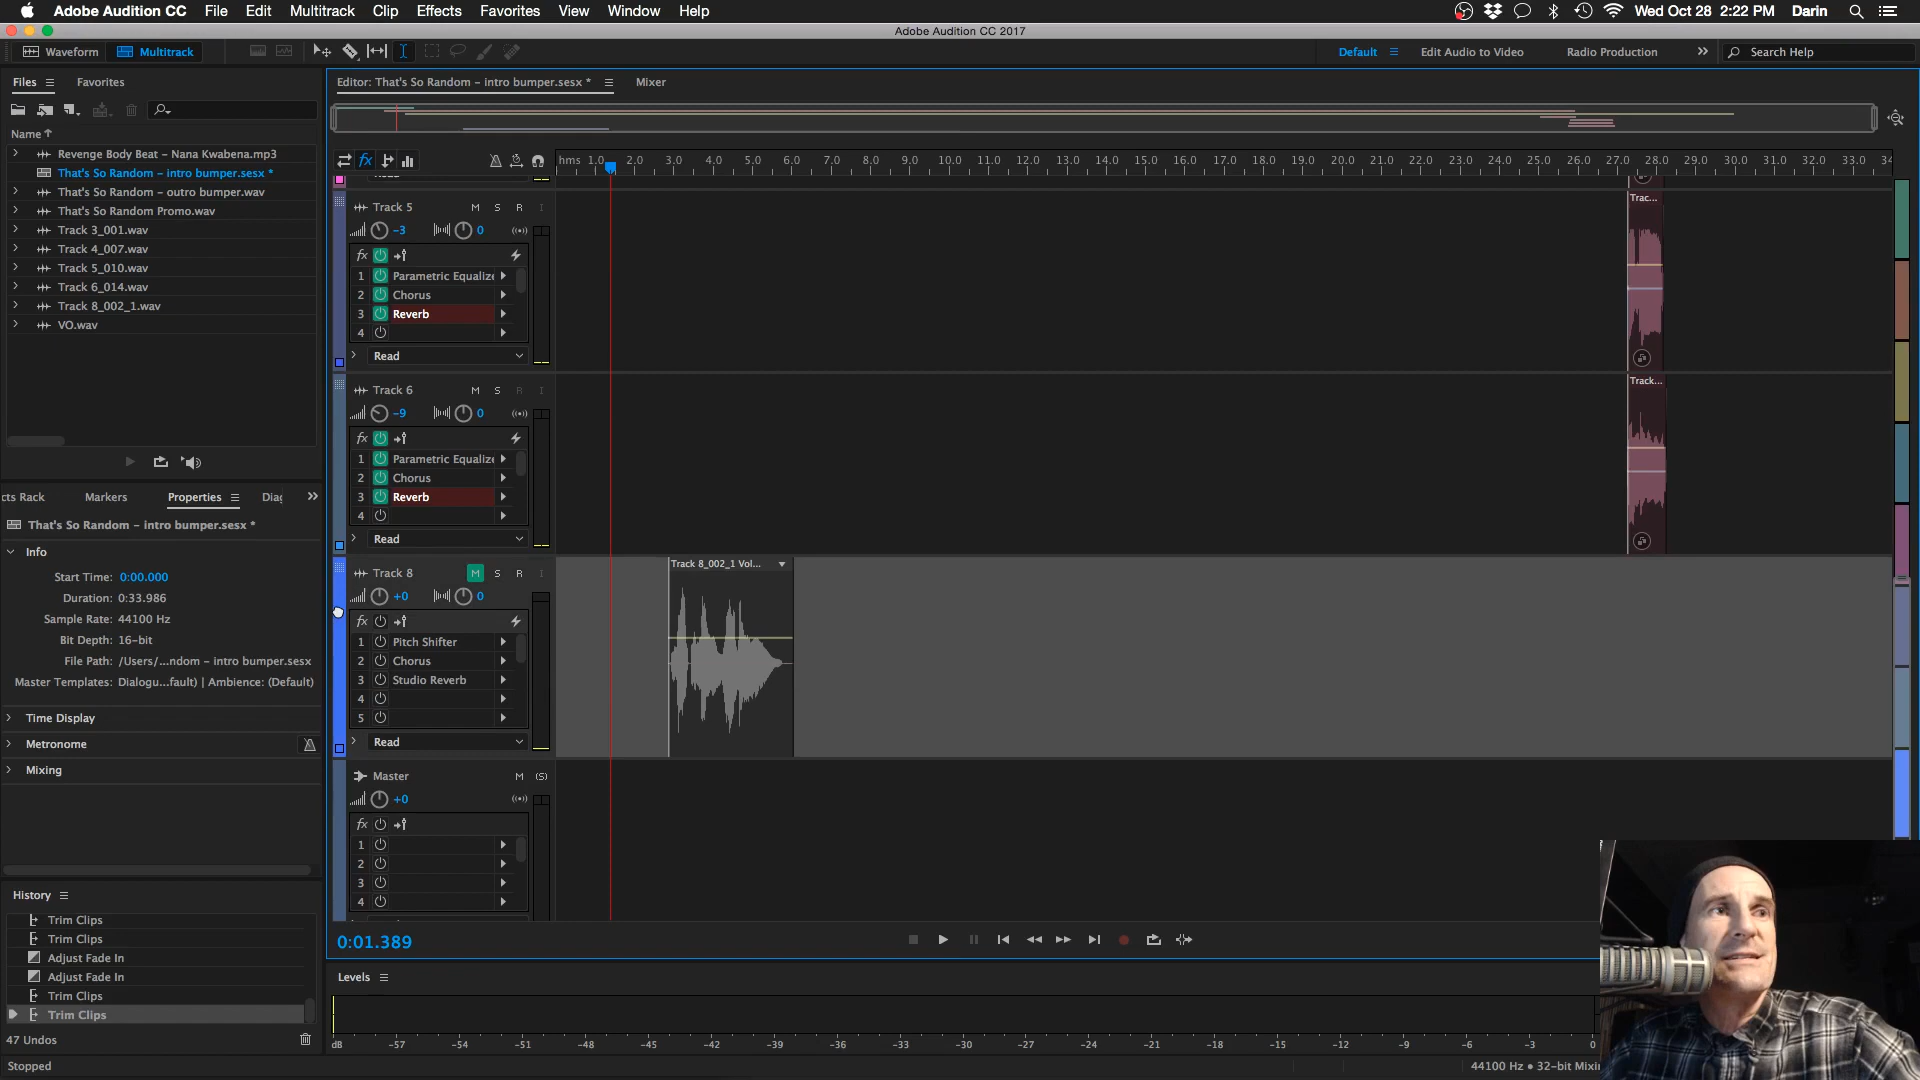 Adobe Audition CC File Edit Multitrack Clip Effects Favorites View Window Help Wed Oct 28 2:22 PM Darin
Adobe Audition CC 2017
Waveform Multitrack Default Edit Audio to Video Radio Production Search Help
Files Favorites
Editor: That's So Random – intro bumper.sesx * Mixer
Name
Revenge Body Beat – Nana Kwabena.mp3
That's So Random – intro bumper.sesx *
That's So Random – outro bumper.wav
That's So Random Promo.wav
Track 3_001.wav
Track 4_007.wav
Track 5_010.wav
Track 6_014.wav
Track 8_002_1.wav
VO.wav
fx hms 1.0 2.0 3.0 4.0 5.0 6.0 7.0 8.0 9.0 10.0 11.0 12.0 13.0 14.0 15.0 16.0 17.0 18.0 19.0 20.0 21.0 22.0 23.0 24.0 25.0 26.0 27.0 28.0 29.0 30.0 31.0 32.0 33.0 34
Track 5 M S R I
-3 0
fx
1 Parametric Equalize
2 Chorus
3 Reverb
4
Read
Trac...
Track 6 M S R I
-9 0
fx
1 Parametric Equalize
2 Chorus
3 Reverb
4
Read
Track...
Track 8 M S R I
+0 0
fx
1 Pitch Shifter
2 Chorus
3 Studio Reverb
4
5
Read
Track 8_002_1 Vol...
Master M (S)
+0
fx
1
2
3
4
cts Rack Markers Properties Diag
That's So Random – intro bumper.sesx *
Info
Start Time: 0:00.000
Duration: 0:33.986
Sample Rate: 44100 Hz
Bit Depth: 16-bit
File Path: /Users/...ndom – intro bumper.sesx
Master Templates: Dialogu...fault) | Ambience: (Default)
Time Display
Metronome
Mixing
History
Trim Clips
Trim Clips
Adjust Fade In
Adjust Fade In
Trim Clips
Trim Clips
47 Undos
Stopped
0:01.389
Levels
dB -57 -54 -51 -48 -45 -42 -39 -36 -33 -30 -27 -24 -21 -18 -15 -12 -9 -6 -3 0
44100 Hz • 32-bit Mixi